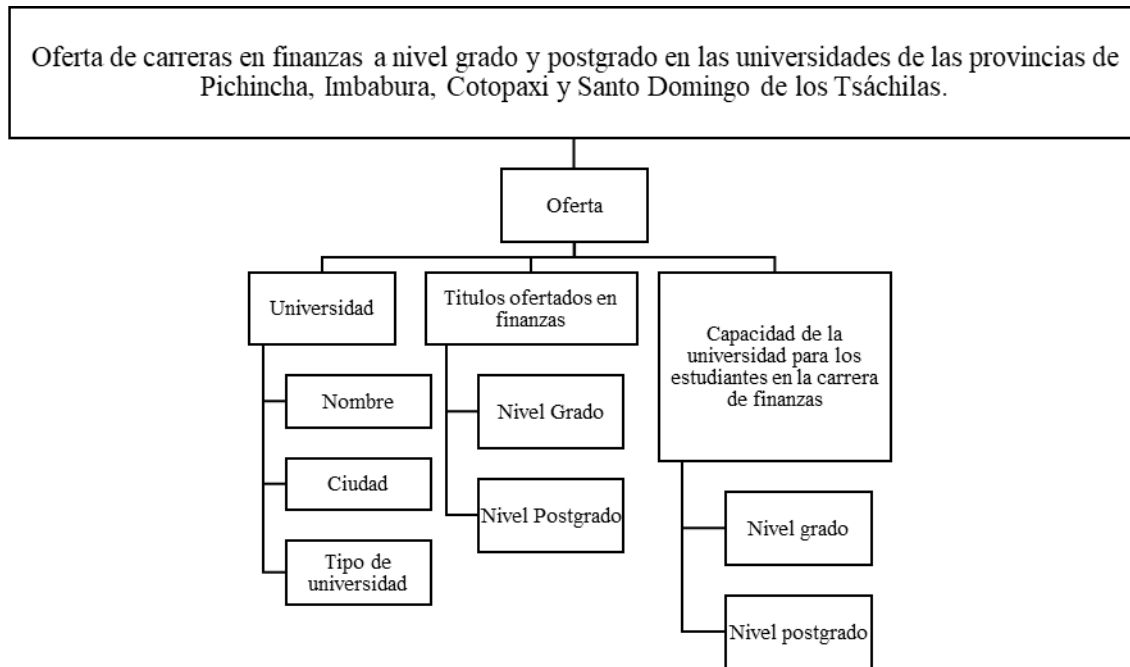 Oferta de carreras en finanzas a nivel grado y postgrado en las universidades de las provincias de
Pichincha, Imbabura, Cotopaxi y Santo Domingo de los Tsáchilas.
Oferta
Universidad
Nombre
Ciudad
Tipo de
universidad
Titulos ofertados en
finanzas
Nivel Grado
Nivel Postgrado
Capacidad de la
universidad para los
estudiantes en la carrera
de finanzas
Nivel grado
Nivel postgrado